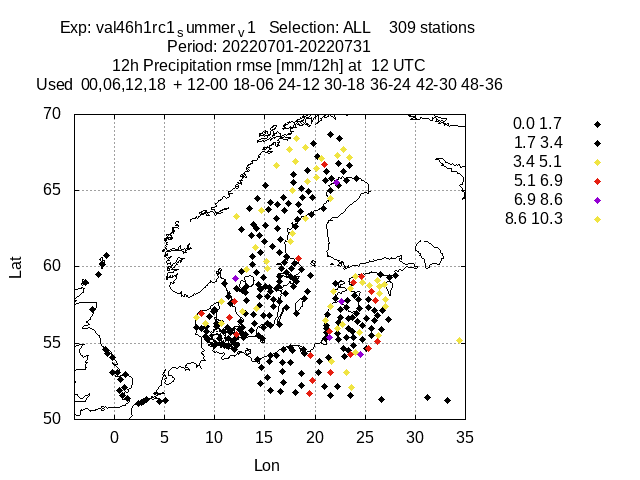 Exp: val46h1rc1 s ummer v 1 Selection: ALL 309 stations
Period: 20220701-20220731
12h Precipitation rmse [mm/12h] at 12 UTC
Used 00,06,12,18 + 12-00 18-06 24-12 30-18 36-24 42-30 48-36
70
65
60
55
50
Lat
0 5 10 15 20 25 30 35
Lon
0.0 1.7
1.7 3.4
3.4 5.1
5.1 6.9
6.9 8.6
8.6 10.3